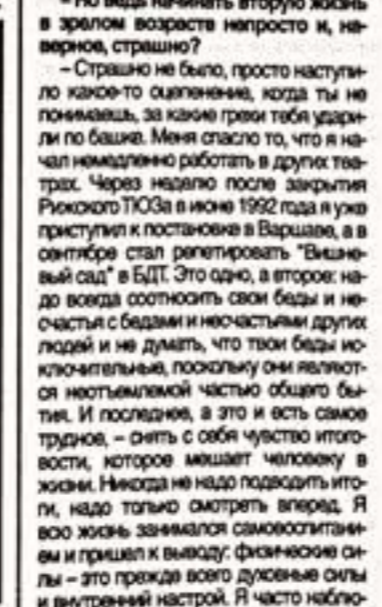 – Но ведь начинать вторую жизнь
в зрелом возрасте непросто и, на-
верное, страшно?
– Страшно не было, просто наступи-
ло какое-то оцепенение, когда ты не
понимаешь, за какие грехи тебя удари-
ли по башке. Меня спасло то, что я на-
чал немедленно работать в других теа-
трах. Через неделю после закрытия
Рижского ТЮЗа в июне 1992 года я уже
приступил к постановке в Варшаве, а в
сентябре стал репетировать "Вишне-
вый сад" в БДТ. Это одно, а второе: на-
до всегда соотносить свои беды и не-
счастья с бедами и несчастьями других
людей и не думать, что твои беды ис-
ключительные, поскольку они являют-
ся неотъемлемой частью общего бы-
тия. И последнее, а это и есть самое
трудное, – снять с себя чувство итого-
вости, которое мешает человеку в
жизни. Никогда не надо подводить ито-
ги, надо только смотреть вперед. Я
всю жизнь занимался самовоспитани-
ем и пришел к выводу: физические си-
лы – это прежде всего духовные силы
и внутренний настрой. Я часто наблю-